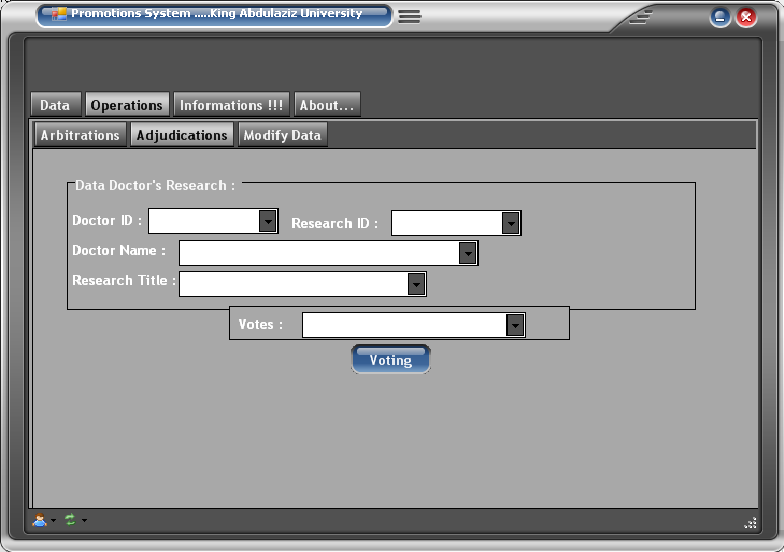 Promotions System .....King Abdulaziz University
Data Operations Informations !!! About...
Arbitrations Adjudications Modify Data
Data Doctor's Research :
Doctor ID : Research ID :
Doctor Name :
Research Title :
Votes :
Voting